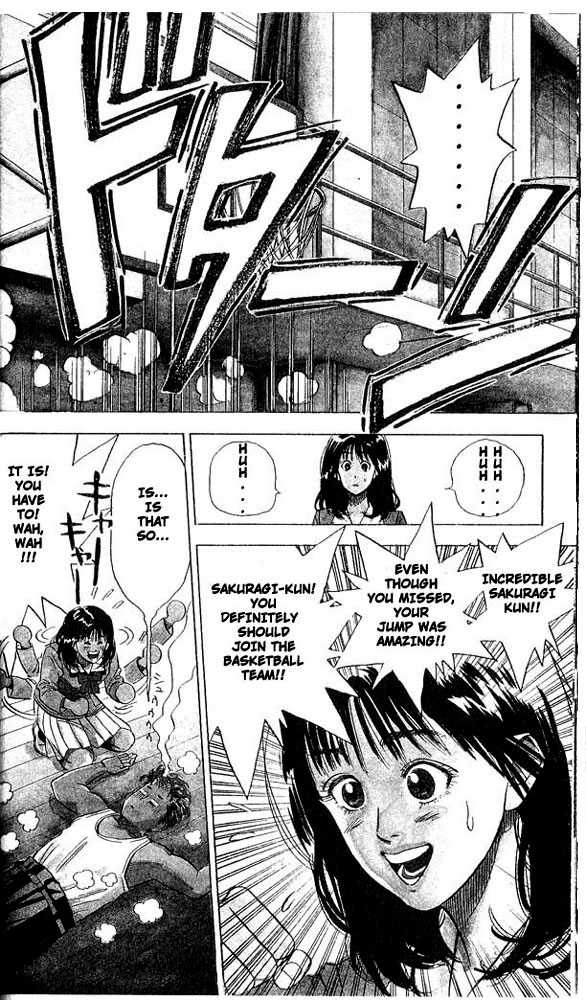 ........
ドターン
HUH...
HUH...
HUH...
INCREDIBLE
SAKURAGI
KUN!!
EVEN
THOUGH
YOU MISSED,
YOUR
JUMP WAS
AMAZING!!
SAKURAGI-KUN!
YOU
DEFINITELY
SHOULD
JOIN THE
BASKETBALL
TEAM!!
IS...
IS
THAT
SO...
IT IS!
YOU
HAVE
TO!
WAH,
WAH
!!!
キャーキャー